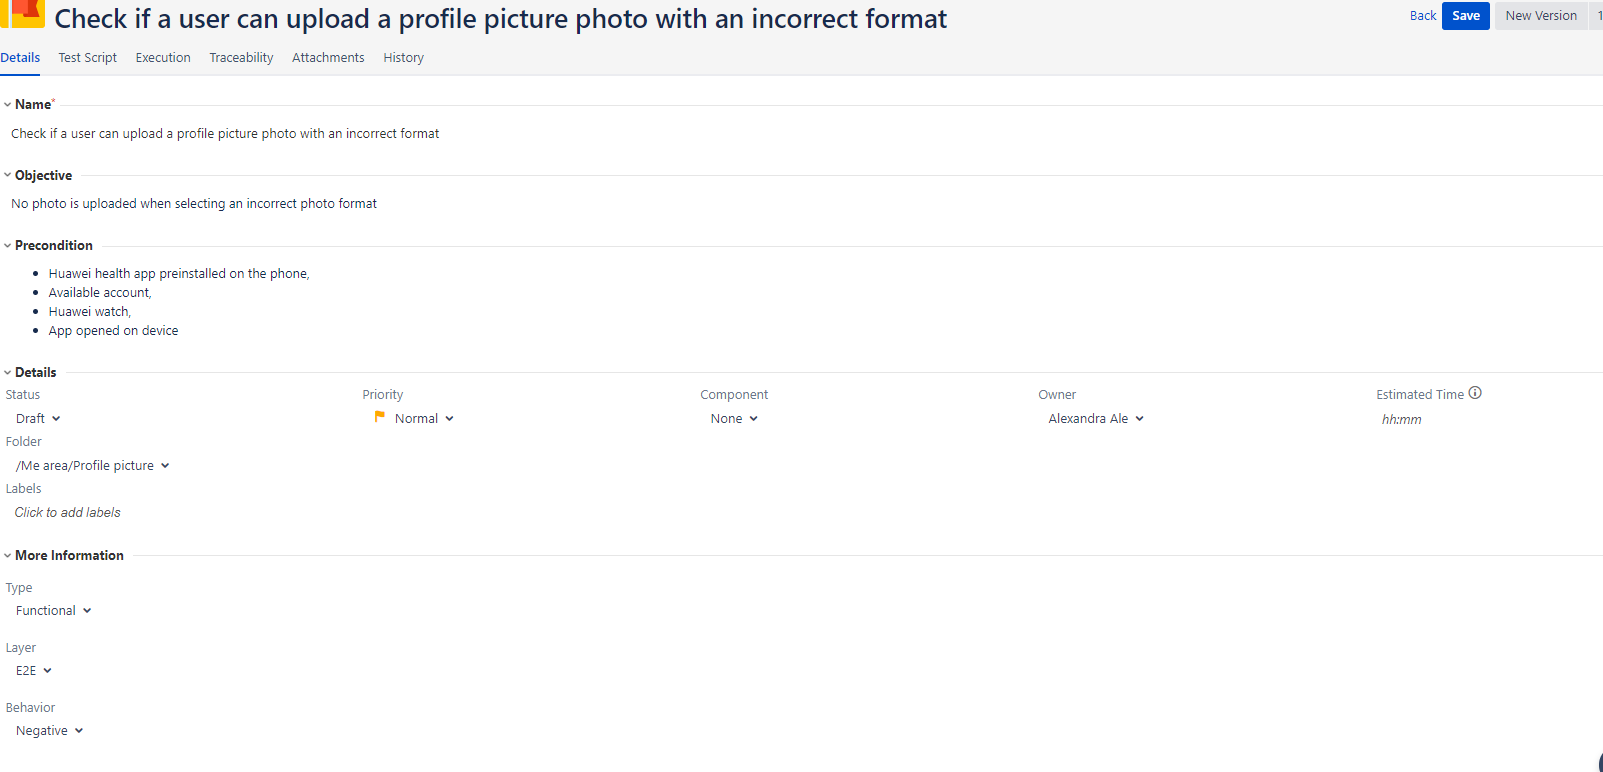 Check if a user can upload a profile picture photo with an incorrect format
Back Save New Version 1
Details Test Script Execution Traceability Attachments History
Name*
Check if a user can upload a profile picture photo with an incorrect format
Objective
No photo is uploaded when selecting an incorrect photo format
Precondition
Huawei health app preinstalled on the phone,
Available account,
Huawei watch,
App opened on device
Details
Status Priority Component Owner Estimated Time
Draft Normal None Alexandra Ale hh:mm
Folder
/Me area/Profile picture
Labels
Click to add labels
More Information
Type
Functional
Layer
E2E
Behavior
Negative